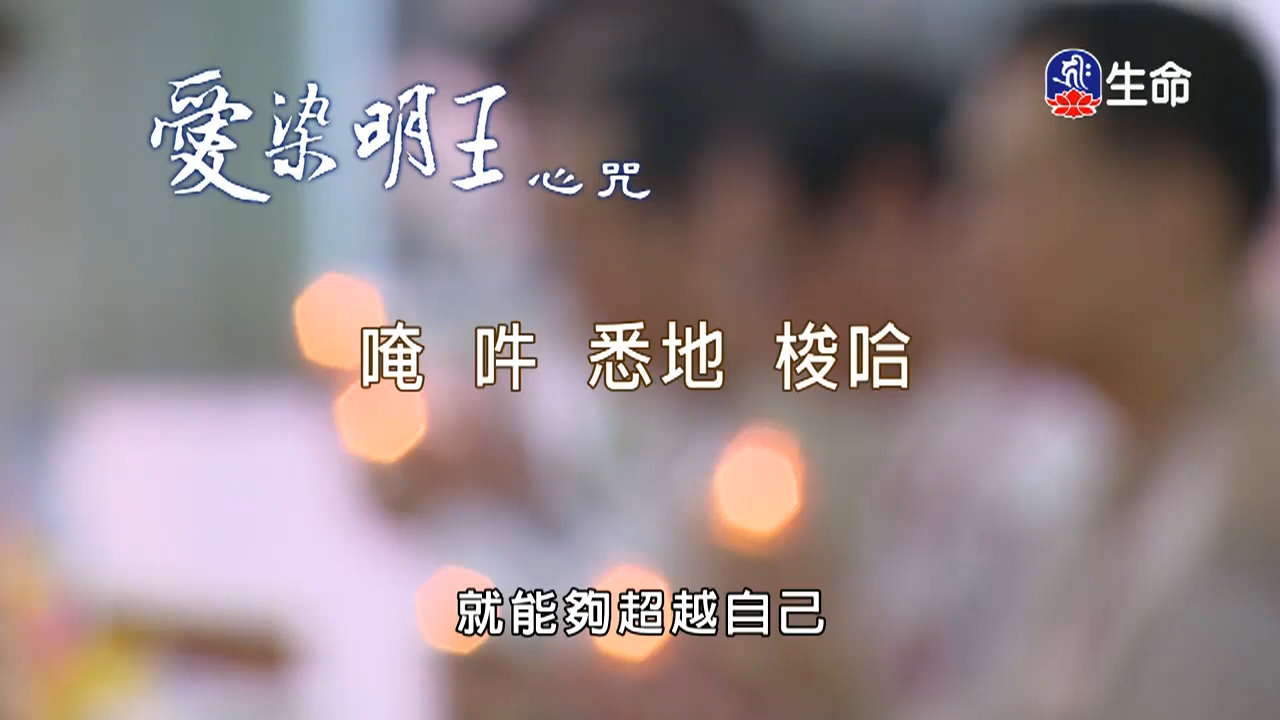 愛染明王心咒
生命
唵 吽 悉地 梭哈
就能夠超越自己